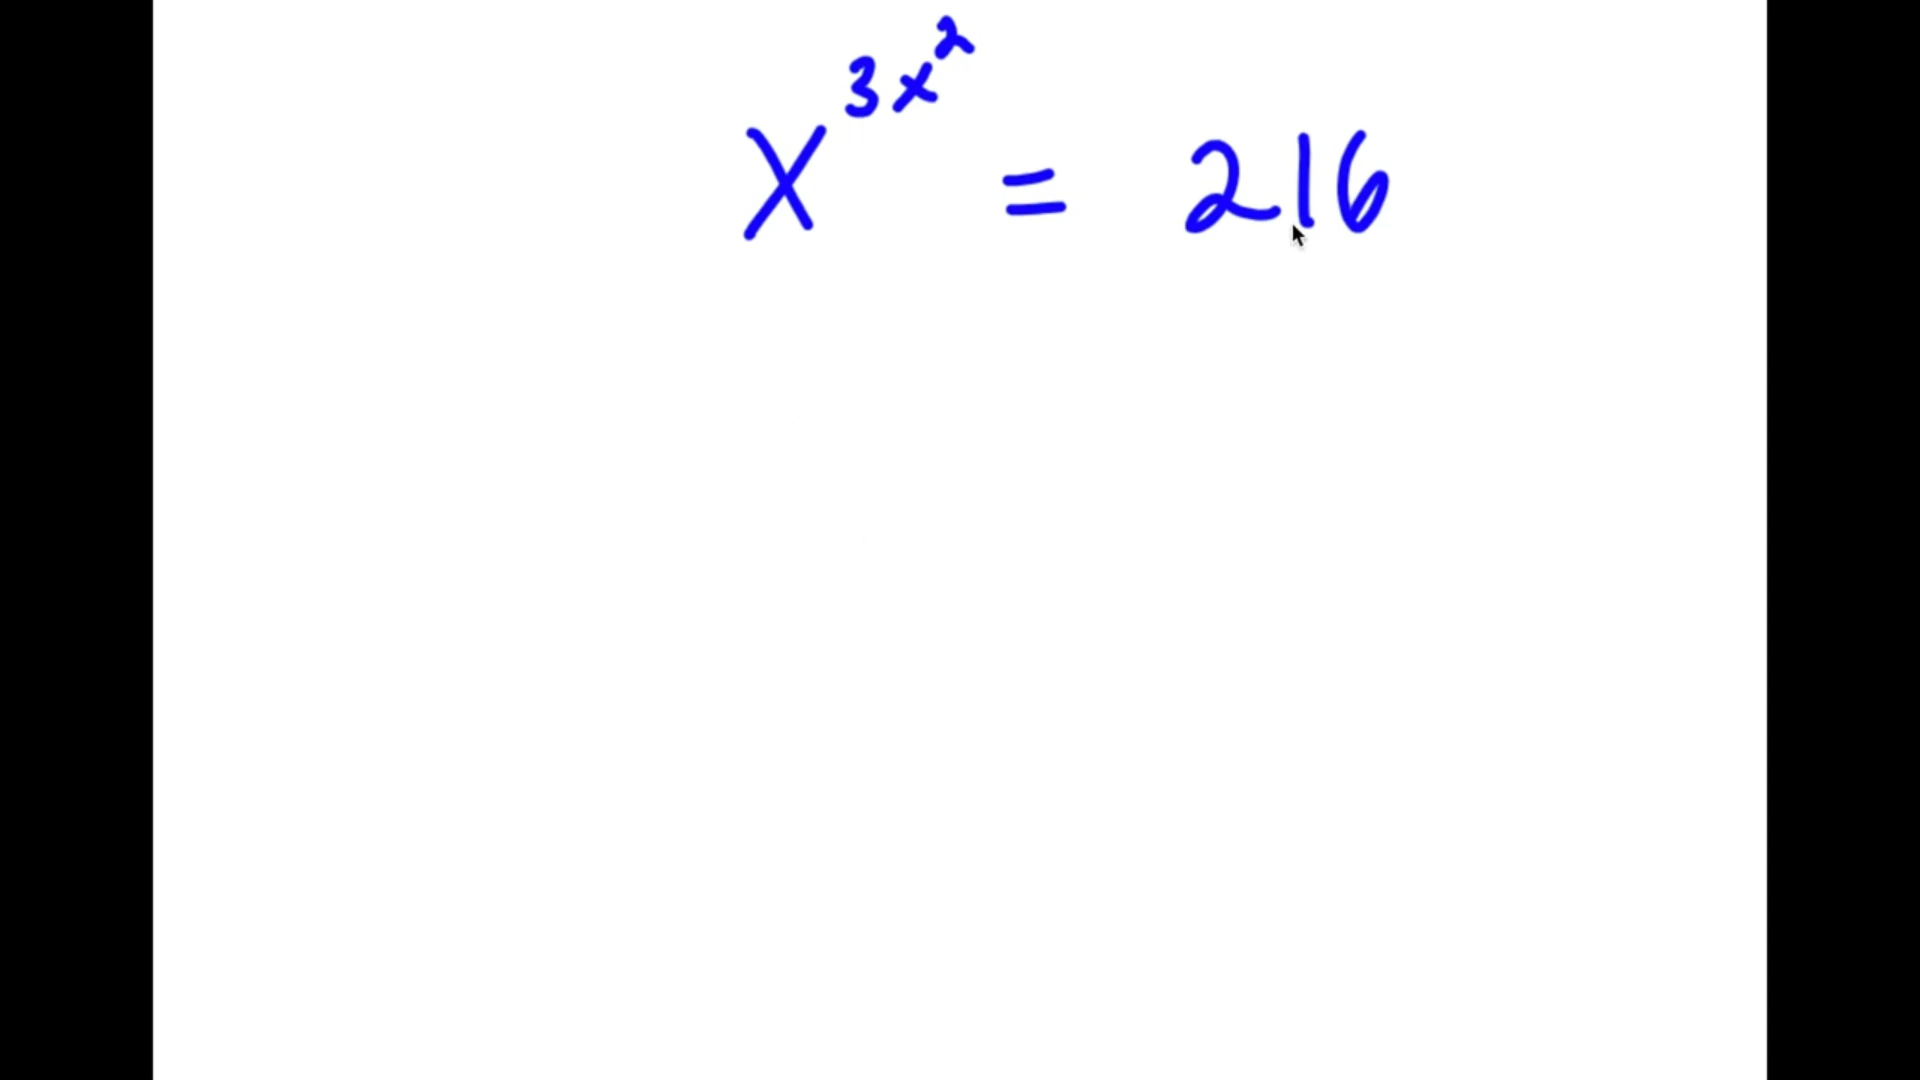 X^{3x^2} = 216